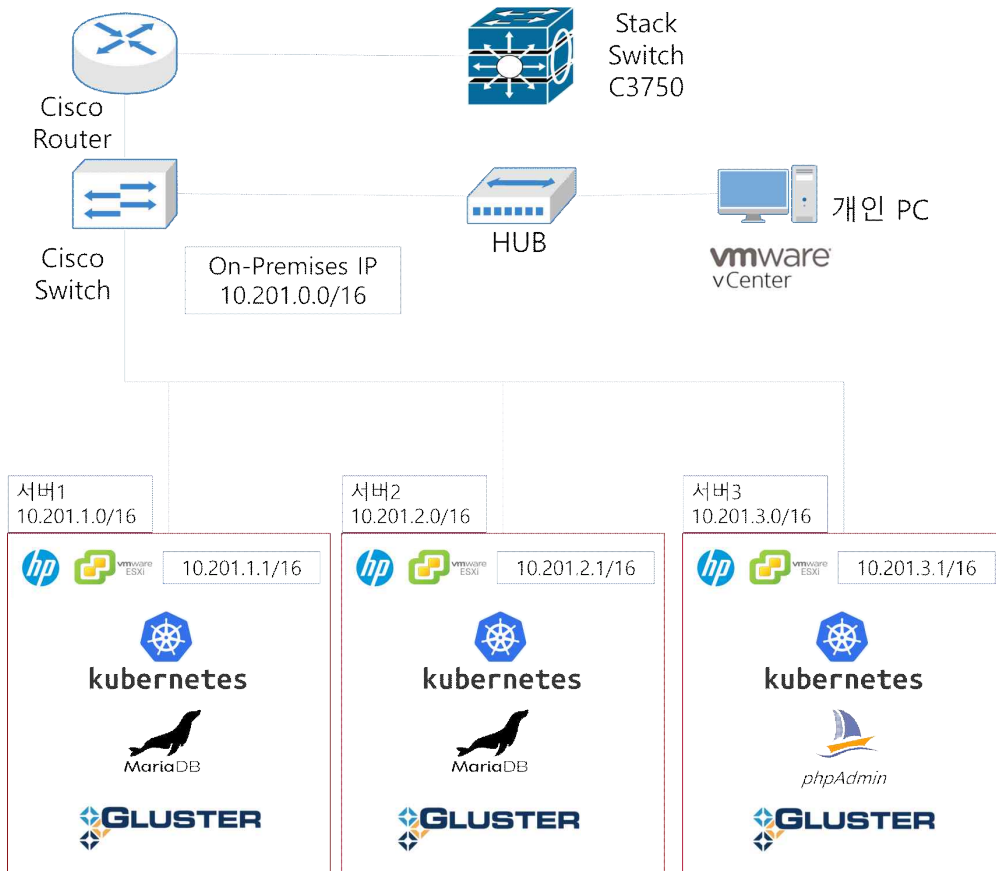 Cisco
Router
Stack
Switch
C3750
Cisco
Switch
HUB
개인 PC
vmware
vCenter
On-Premises IP
10.201.0.0/16
서버1
10.201.1.0/16
hp
vmware
ESXi
10.201.1.1/16
kubernetes
MariaDB
GLUSTER
서버2
10.201.2.0/16
hp
vmware
ESXi
10.201.2.1/16
kubernetes
MariaDB
GLUSTER
서버3
10.201.3.0/16
hp
vmware
ESXi
10.201.3.1/16
kubernetes
phpAdmin
GLUSTER